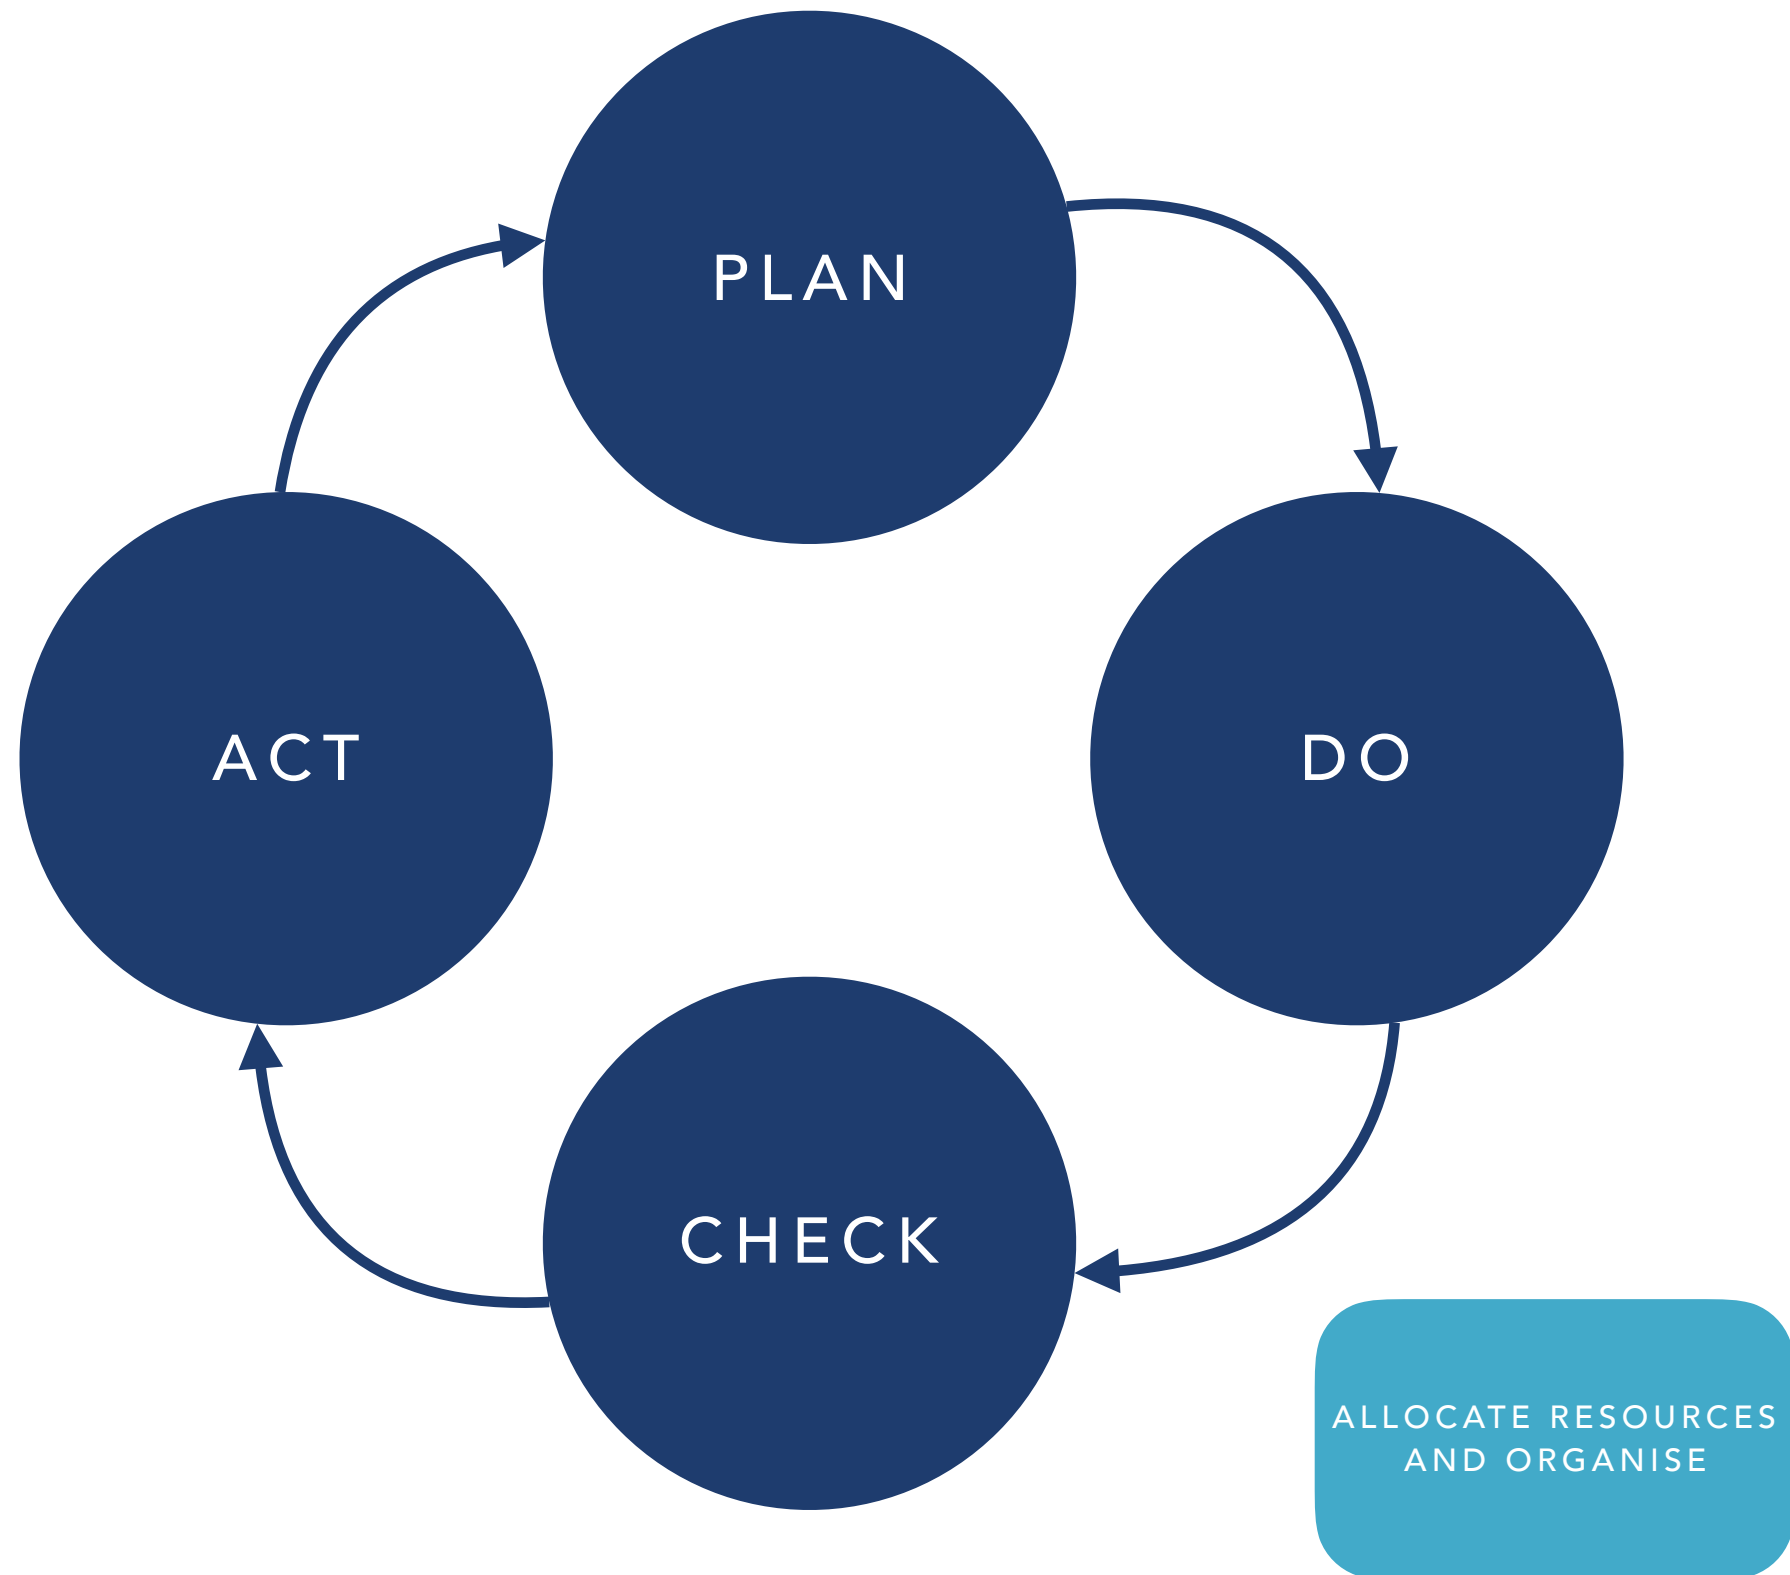 PLAN
ACT
DO
CHECK
ALLOCATE RESOURCES
AND ORGANISE